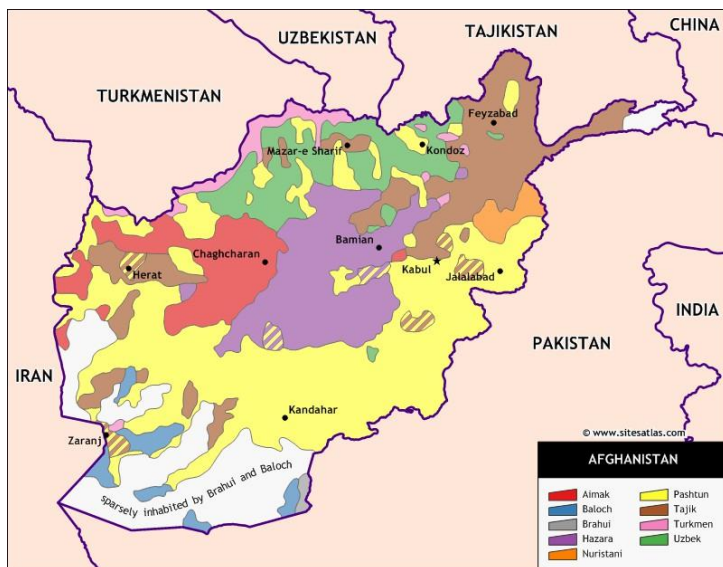 CHINA
TAJIKISTAN
UZBEKISTAN
TURKMENISTAN
Feyzabad
Mazar-e Sharif
Kondoz
Bamian
Chaghcharan
Kabul
Herat
Jalalabad
INDIA
PAKISTAN
IRAN
Kandahar
Zaranj
sparsely inhabited by Brahui and Baloch
© www.sitesatlas.com
AFGHANISTAN
Aimak
Baloch
Brahui
Hazara
Nuristani
Pashtun
Tajik
Turkmen
Uzbek